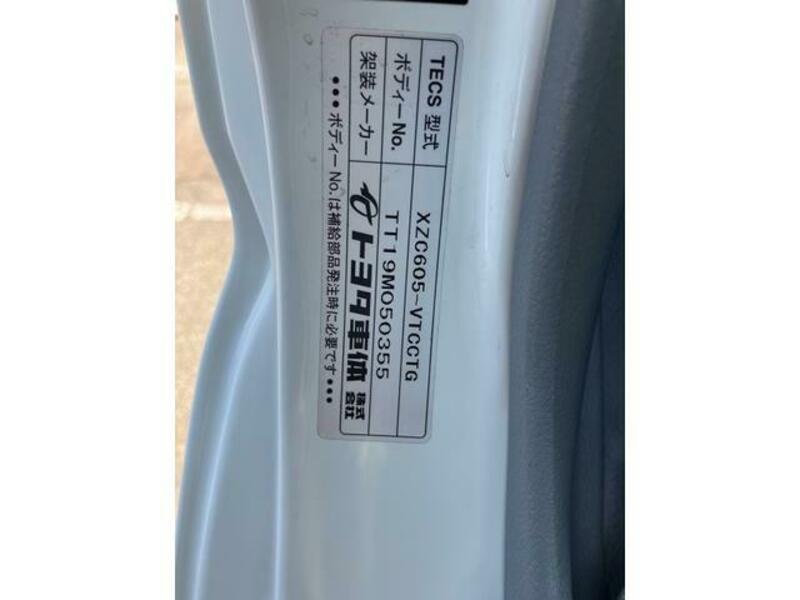 TECS 型式 XZC605-VTCCTG
ボディーNo. TT19M050355
架装メーカー トヨタ車体 株式会社
•••ボディーNo.は補給部品発注時に必要です•••